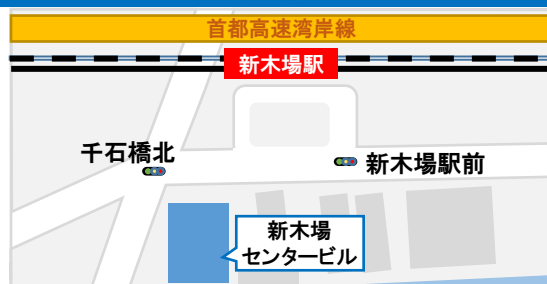 首都高速湾岸線
新木場駅
千石橋北
新木場駅前
新木場
センタービル